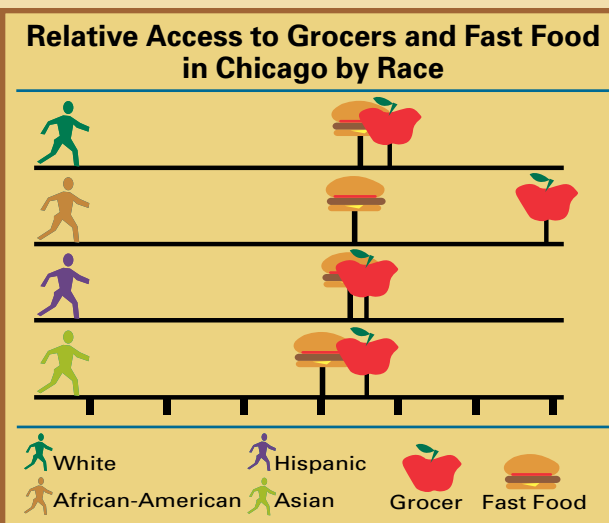 Relative Access to Grocers and Fast Food
in Chicago by Race
White
Hispanic
African-American
Asian
Grocer
Fast Food